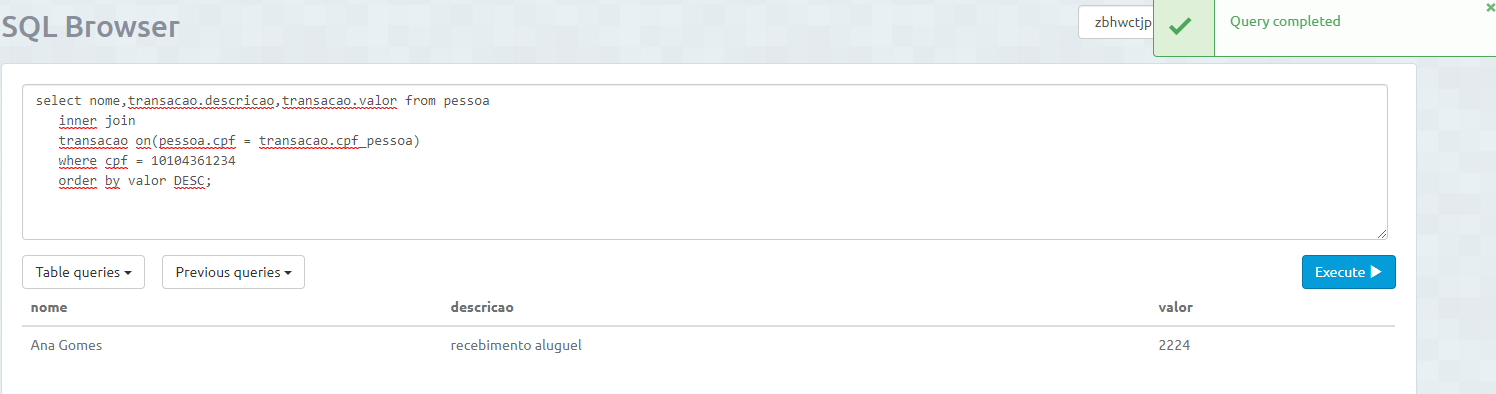 SQL Browser
zbhwctjp
Query completed
select nome,transacao.descricao,transacao.valor from pessoa
inner join
transacao on(pessoa.cpf = transacao.cpf_pessoa)
where cpf = 10104361234
order by valor DESC;
Table queries
Previous queries
Execute
nome descricao valor
Ana Gomes recebimento aluguel 2224